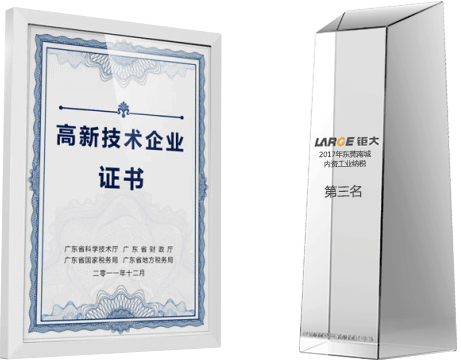 高新技术企业
证书
广东省科学技术厅 广东省财政厅
广东省国家税务局 广东省地方税务局
二零一一年十二月
LARGE 钜大
2017年东莞南城
内资工业纳税
第三名